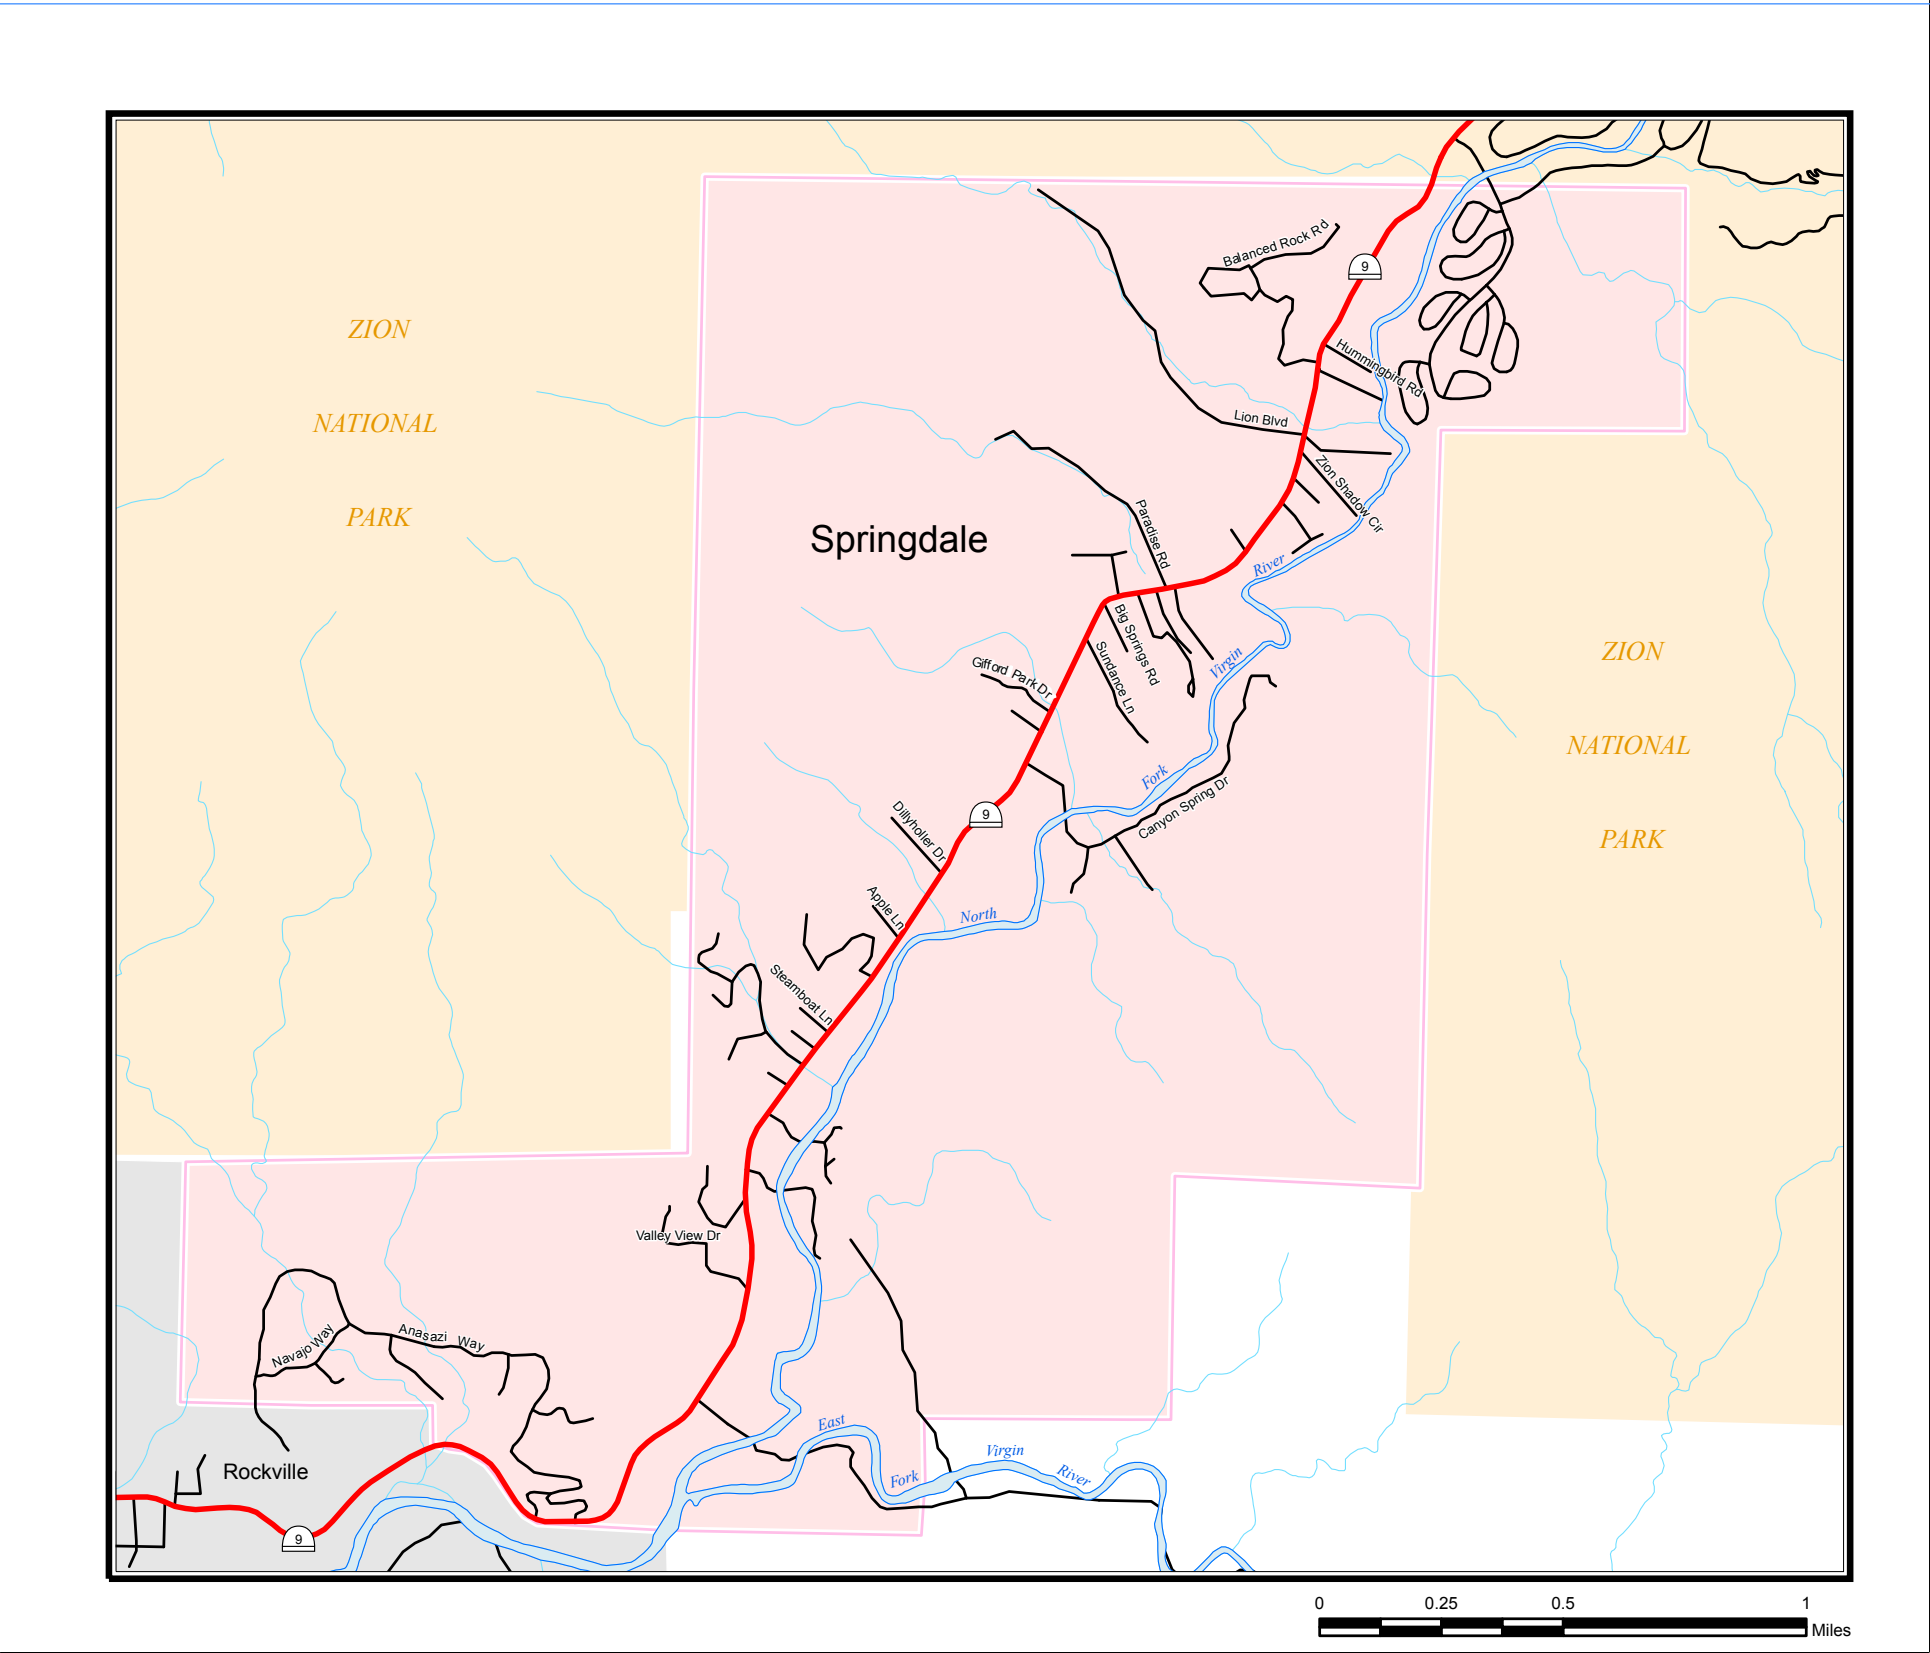 Balanced Rock Rd
9
ZION
NATIONAL
PARK
Hummingbird Rd
Lion Blvd
Zion Shadow Cir
Paradise Rd
Springdale
River
Big Springs Rd
Sundance Ln
Virgin
Gifford Park Dr
ZION
NATIONAL
PARK
Fork
Canyon Spring Dr
9
Dillyholler Dr
Apple Ln
North
Steamboat Ln
Valley View Dr
Navajo Way
Anasazi Way
East
Fork
Virgin
River
Rockville
9
0 0.25 0.5 1
Miles